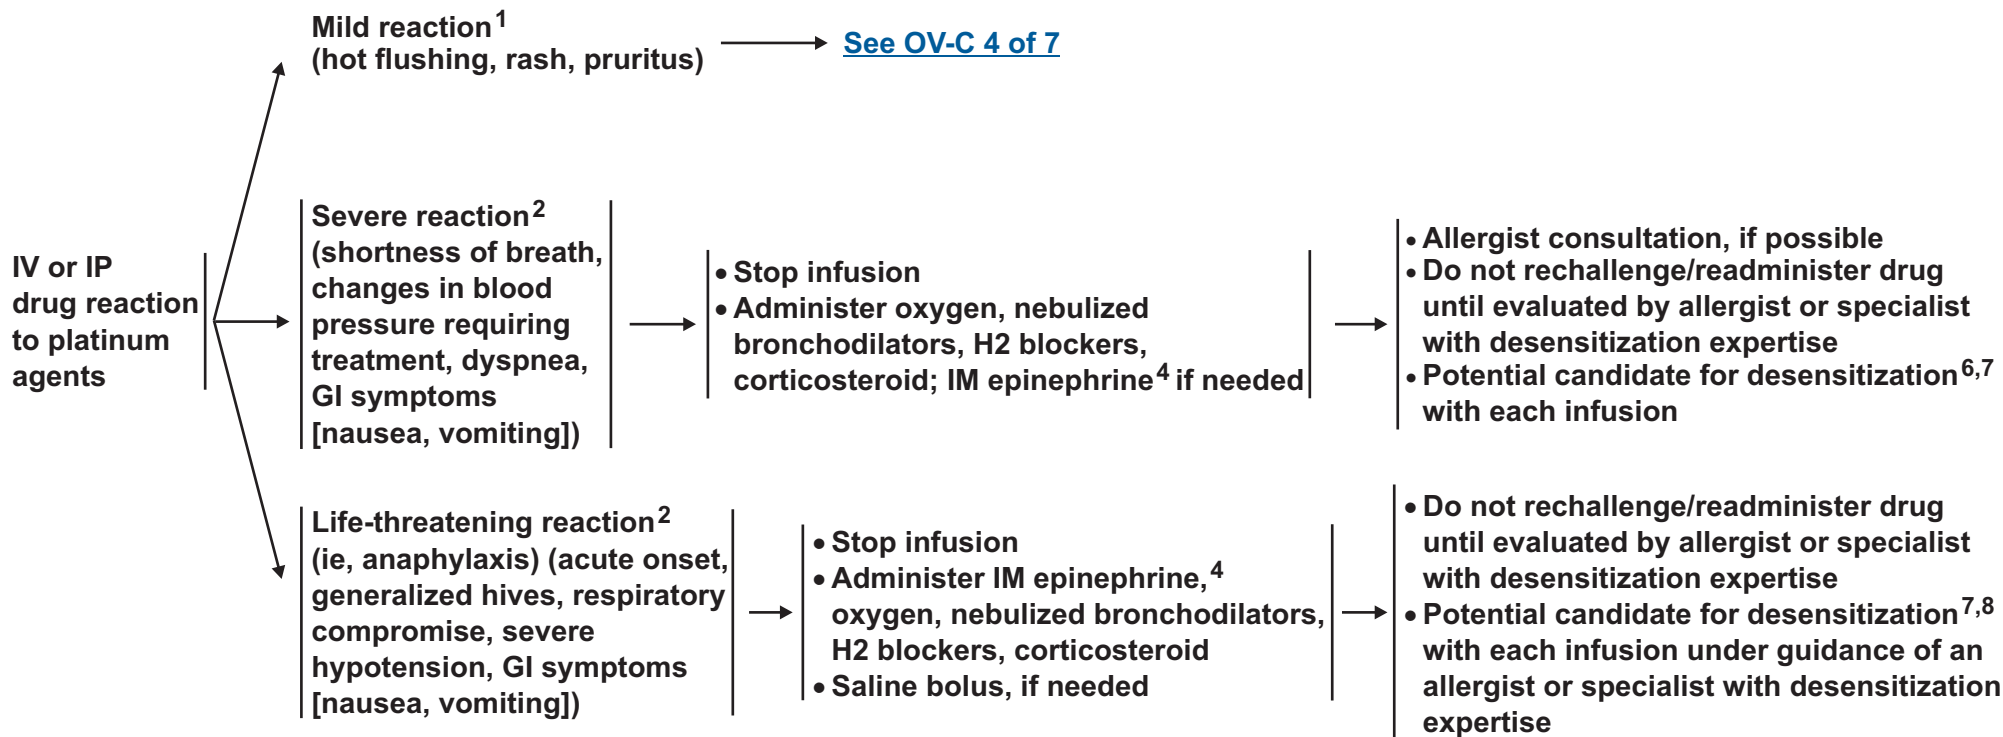 Mild reaction1
(hot flushing, rash, pruritus)
See OV-C 4 of 7
IV or IP
drug reaction
to platinum
agents
Severe reaction2
(shortness of breath,
changes in blood
pressure requiring
treatment, dyspnea,
GI symptoms
[nausea, vomiting])
• Stop infusion
• Administer oxygen, nebulized
bronchodilators, H2 blockers,
corticosteroid; IM epinephrine4 if needed
• Allergist consultation, if possible
• Do not rechallenge/readminister drug
until evaluated by allergist or specialist
with desensitization expertise
• Potential candidate for desensitization6,7
with each infusion
Life-threatening reaction2
(ie, anaphylaxis) (acute onset,
generalized hives, respiratory
compromise, severe
hypotension, GI symptoms
[nausea, vomiting])
• Stop infusion
• Administer IM epinephrine,4
oxygen, nebulized bronchodilators,
H2 blockers, corticosteroid
• Saline bolus, if needed
• Do not rechallenge/readminister drug
until evaluated by allergist or specialist
with desensitization expertise
• Potential candidate for desensitization7,8
with each infusion under guidance of an
allergist or specialist with desensitization
expertise